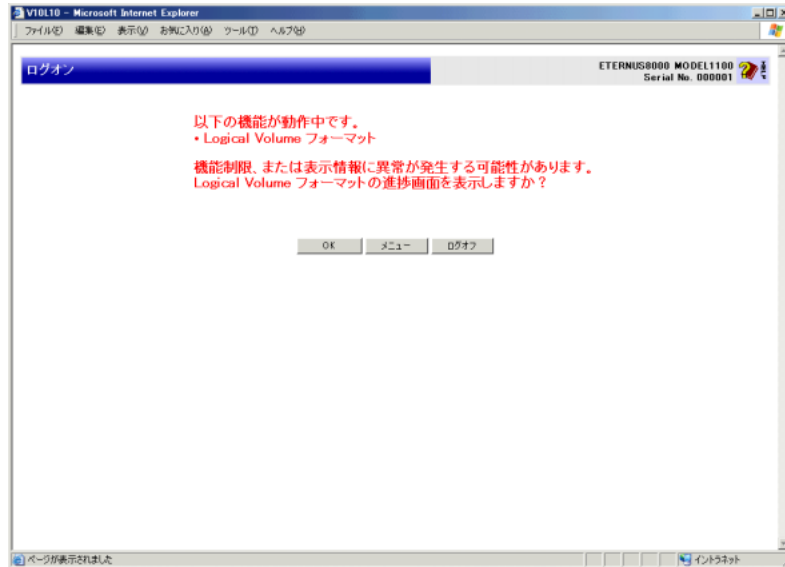 V10L10 - Microsoft Internet Explorer
ファイル(F) 編集(E) 表示(V) お気に入り(A) ツール(T) ヘルプ(H)
ログオン
ETERNUS8000 MODEL1100
Serial No. 000001
以下の機能が動作中です。
・Logical Volume フォーマット
機能制限、または表示情報に異常が発生する可能性があります。
Logical Volume フォーマットの進捗画面を表示しますか？
OK メニュー ログオフ
ページが表示されました
イントラネット